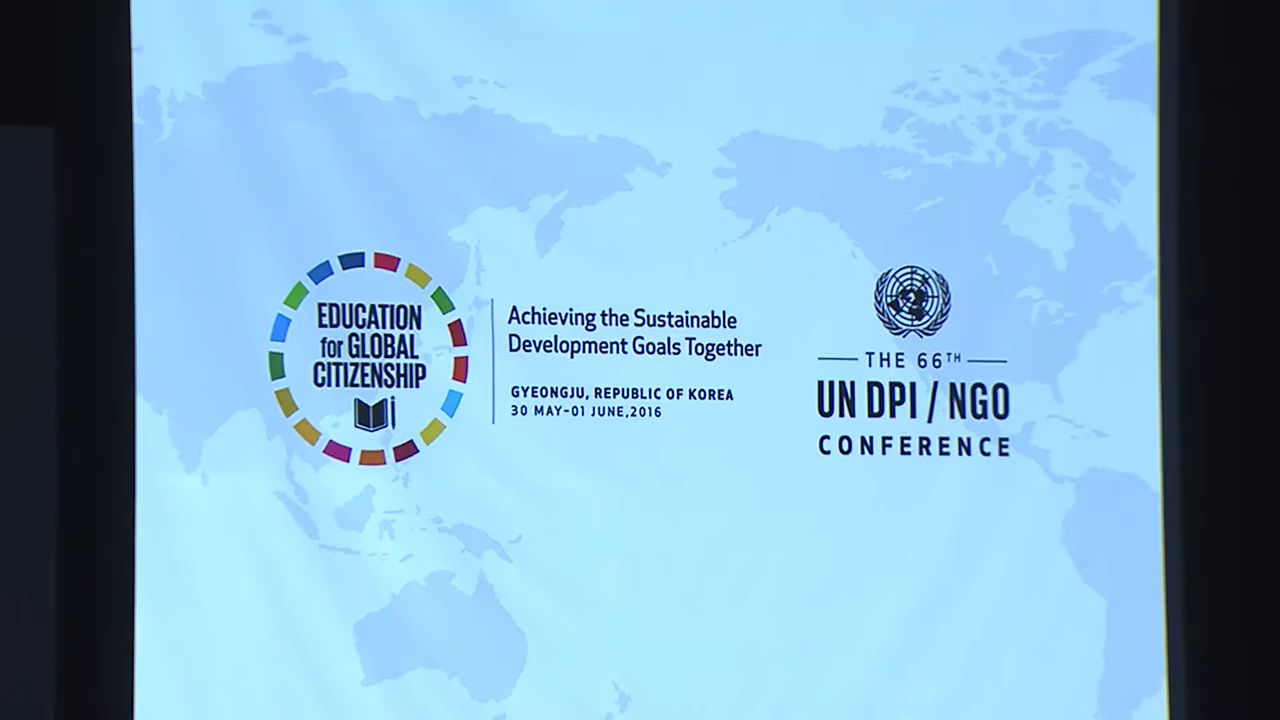 EDUCATION
for GLOBAL
CITIZENSHIP
Achieving the Sustainable
Development Goals Together
GYEONGJU, REPUBLIC OF KOREA
30 MAY-01 JUNE,2016
THE 66TH
UN DPI / NGO
CONFERENCE